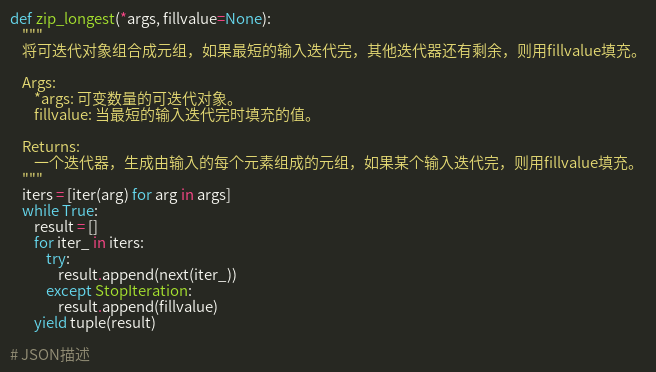 def zip_longest(*args, fillvalue=None):
    """
    将可迭代对象组合成元组，如果最短的输入迭代完，其他迭代器还有剩余，则用fillvalue填充。

    Args:
        *args: 可变数量的可迭代对象。
        fillvalue: 当最短的输入迭代完时填充的值。

    Returns:
        一个迭代器，生成由输入的每个元素组成的元组，如果某个输入迭代完，则用fillvalue填充。
    """
    iters = [iter(arg) for arg in args]
    while True:
        result = []
        for iter_ in iters:
            try:
                result.append(next(iter_))
            except StopIteration:
                result.append(fillvalue)
        yield tuple(result)

# JSON描述